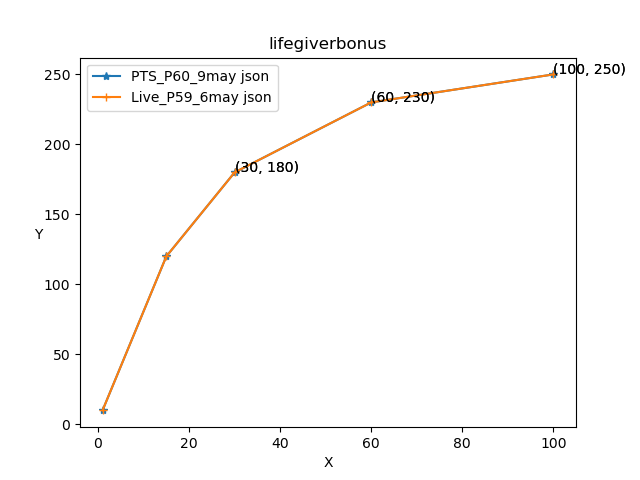 lifegiverbonus
PTS_P60_9may json
Live_P59_6may json
(100, 250)
(60, 230)
(30, 180)
250
200
150
100
50
0
Y
0 20 40 60 80 100
X